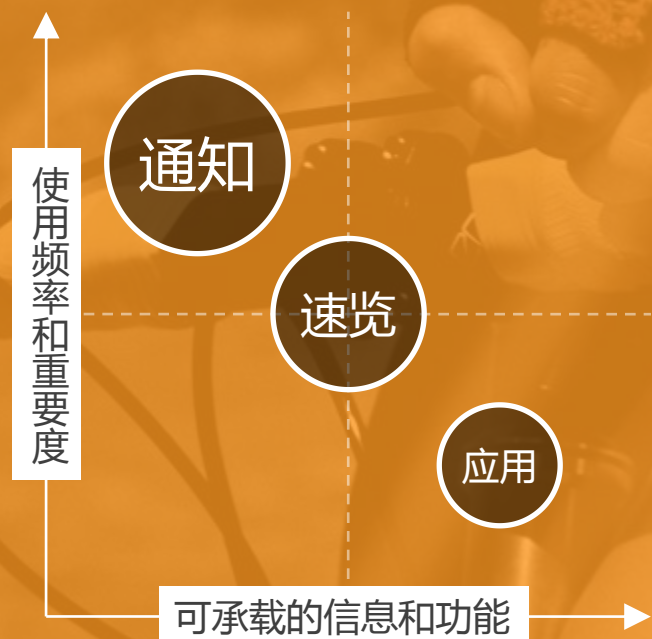 通知
使用频率和重要度
速览
应用
可承载的信息和功能